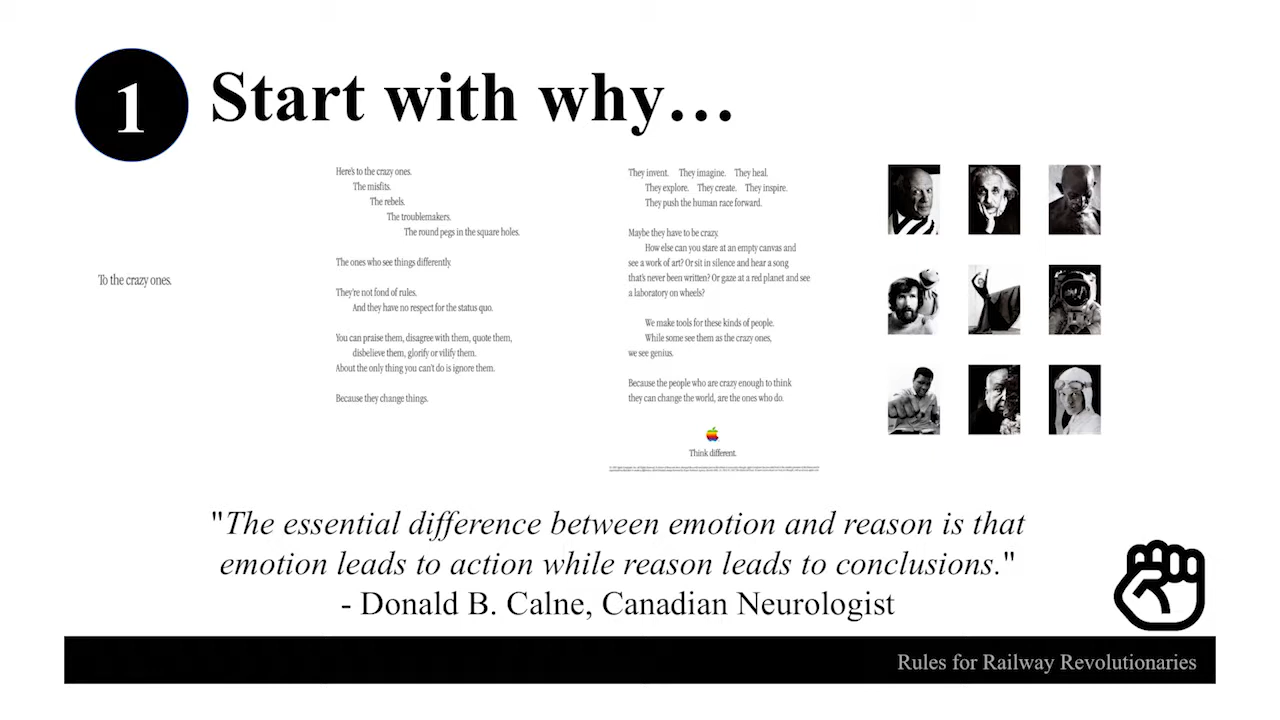 1
Start with why…
To the crazy ones.
Here's to the crazy ones.
The misfits.
The rebels.
The troublemakers.
The round pegs in the square holes.
The ones who see things differently.
They're not fond of rules.
And they have no respect for the status quo.
You can praise them, disagree with them, quote them,
disbelieve them, glorify or vilify them.
About the only thing you can't do is ignore them.
Because they change things.
They invent. They imagine. They heal.
They explore. They create. They inspire.
They push the human race forward.
Maybe they have to be crazy.
How else can you stare at an empty canvas and
see a work of art? Or sit in silence and hear a song
that's never been written? Or gaze at a red planet and see
a laboratory on wheels?
We make tools for these kinds of people.
While some see them as the crazy ones,
we see genius.
Because the people who are crazy enough to think
they can change the world, are the ones who do.
Think different.
"The essential difference between emotion and reason is that
emotion leads to action while reason leads to conclusions."
- Donald B. Calne, Canadian Neurologist
Rules for Railway Revolutionaries